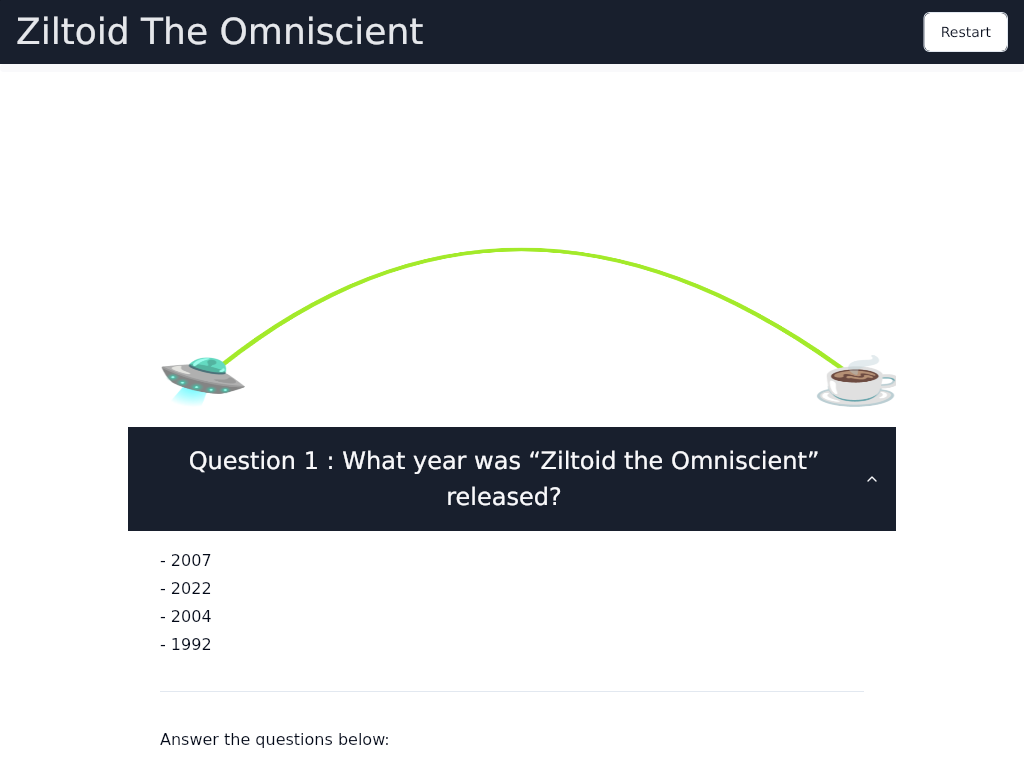 Ziltoid The Omniscient
Restart
Question 1 : What year was “Ziltoid the Omniscient”
released?
- 2007
- 2022
- 2004
- 1992
Answer the questions below: